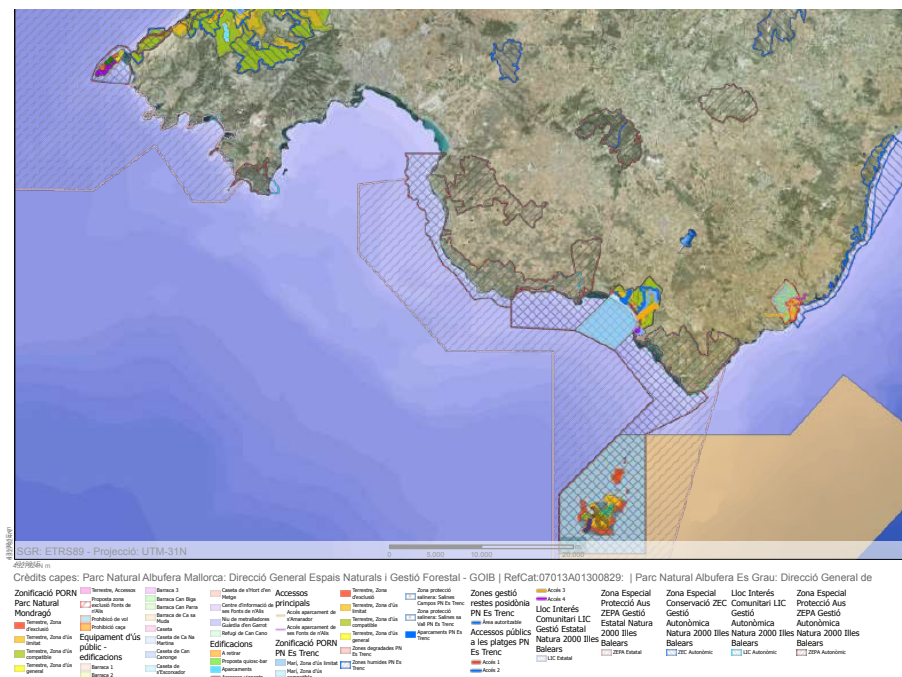 SGR: ETRS89 - Projecció: UTM-31N
0 5.000 10.000 20.000
Crèdits capes: Parc Natural Albufera Mallorca: Direcció General Espais Naturals i Gestió Forestal - GOIB | RefCat:07013A01300829: | Parc Natural Albufera Es Grau: Direcció General de
Zonificació PORN
Parc Natural
Mondragó
Terrestre, Zona
d'exclusió
Terrestre, Zona d'ús
limitat
Terrestre, Zona d'ús
compatible
Terrestre, Zona d'ús
general
Terrestre, Accessos
Proposta zona
exclusió Fonts de
n'Alis
Prohibició de vol
Prohibició caça
Equipament d'ús
públic -
edificacions
Barraca 1
Barraca 2
Barraca 3
Barraca Can Biga
Barraca Can Parra
Barraca de Ca sa
Muda
Caseta
Caseta de Ca Na
Martina
Caseta de Can
Canonge
Caseta de
s'Escorxador
Caseta de s'Hort d'en
Metge
Centre d'informació de
ses Fonts de n'Alis
Niu de metralladores
Guàrdia d'en Garrot
Refugi de Can Cano
Edificacions
A retirar
Proposta quiosc-bar
Aparcaments
Accessos
principals
Accés aparcament de
s'Amarador
Accés aparcament de
ses Fonts de n'Alis
Zonificació PORN
PN Es Trenc
Marí, Zona d'ús limitat
Marí, Zona d'ús
Terrestre, Zona
d'exclusió
Terrestre, Zona d'ús
limitat
Terrestre, Zona d'ús
compatible
Terrestre, Zona d'ús
general
Zones degradades PN
Es Trenc
Zones humides PN Es
Trenc
Zona protecció
salinera: Salines
Campos PN Es Trenc
Zona protecció
salinera: Salines sa
Vall PN Es Trenc
Aparcaments PN Es
Trenc
Zones gestió
restes posidònia
PN Es Trenc
Àrea autoritzable
Accessos públics
a les platges PN
Es Trenc
Accés 1
Accés 2
Accés 3
Accés 4
Lloc Interés
Comunitari LIC
Gestió Estatal
Natura 2000 Illes
Balears
LIC Estatal
Zona Especial
Protecció Aus
ZEPA Gestió
Estatal Natura
2000 Illes
Balears
ZEPA Estatal
Zona Especial
Conservació ZEC
Gestió
Autonòmica
Natura 2000 Illes
Balears
ZEC Autonòmic
Lloc Interés
Comunitari LIC
Gestió
Autonòmica
Natura 2000 Illes
Balears
LIC Autonòmic
Zona Especial
Protecció Aus
ZEPA Gestió
Autonòmica
Natura 2000 Illes
Balears
ZEPA Autonòmic